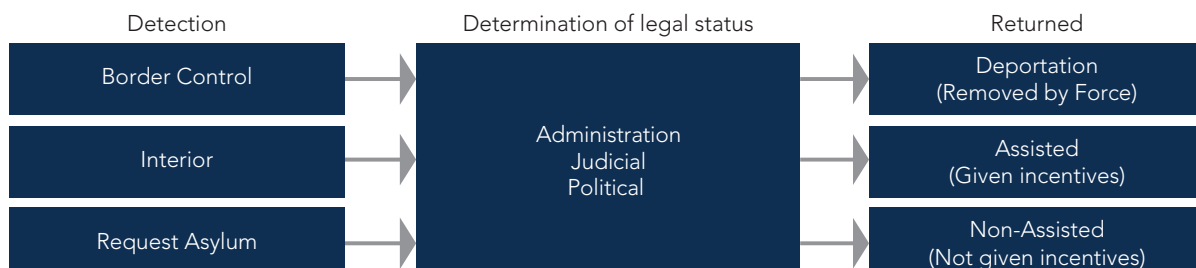 Detection
Determination of legal status
Returned
Border Control
Interior
Request Asylum
Administration
Judicial
Political
Deportation
(Removed by Force)
Assisted
(Given incentives)
Non-Assisted
(Not given incentives)